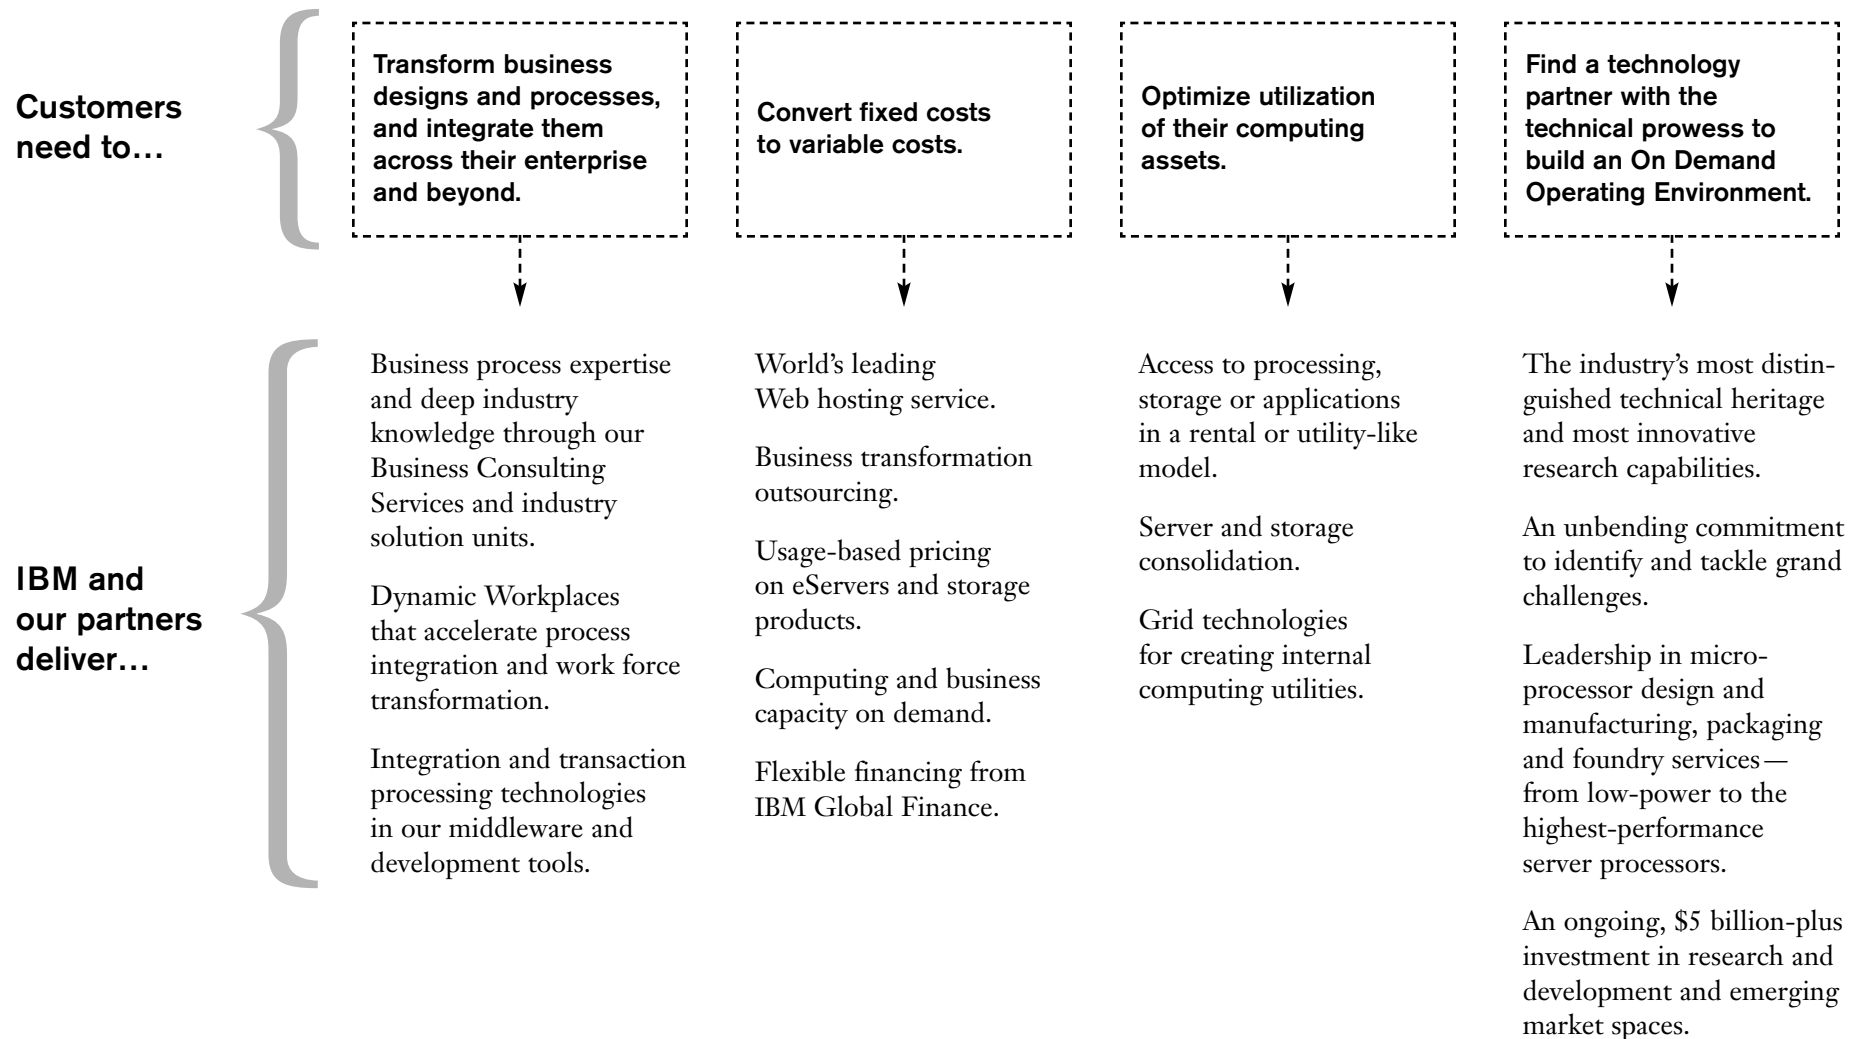 Customers
need to…
Transform business
designs and processes,
and integrate them
across their enterprise
and beyond.
Convert fixed costs
to variable costs.
Optimize utilization
of their computing
assets.
Find a technology
partner with the
technical prowess to
build an On Demand
Operating Environment.
IBM and
our partners
deliver…
Business process expertise
and deep industry
knowledge through our
Business Consulting
Services and industry
solution units.
Dynamic Workplaces
that accelerate process
integration and work force
transformation.
Integration and transaction
processing technologies
in our middleware and
development tools.
World’s leading
Web hosting service.
Business transformation
outsourcing.
Usage-based pricing
on eServers and storage
products.
Computing and business
capacity on demand.
Flexible financing from
IBM Global Finance.
Access to processing,
storage or applications
in a rental or utility-like
model.
Server and storage
consolidation.
Grid technologies
for creating internal
computing utilities.
The industry’s most distin-
guished technical heritage
and most innovative
research capabilities.
An unbending commitment
to identify and tackle grand
challenges.
Leadership in micro-
processor design and
manufacturing, packaging
and foundry services—
from low-power to the
highest-performance
server processors.
An ongoing, $5 billion-plus
investment in research and
development and emerging
market spaces.